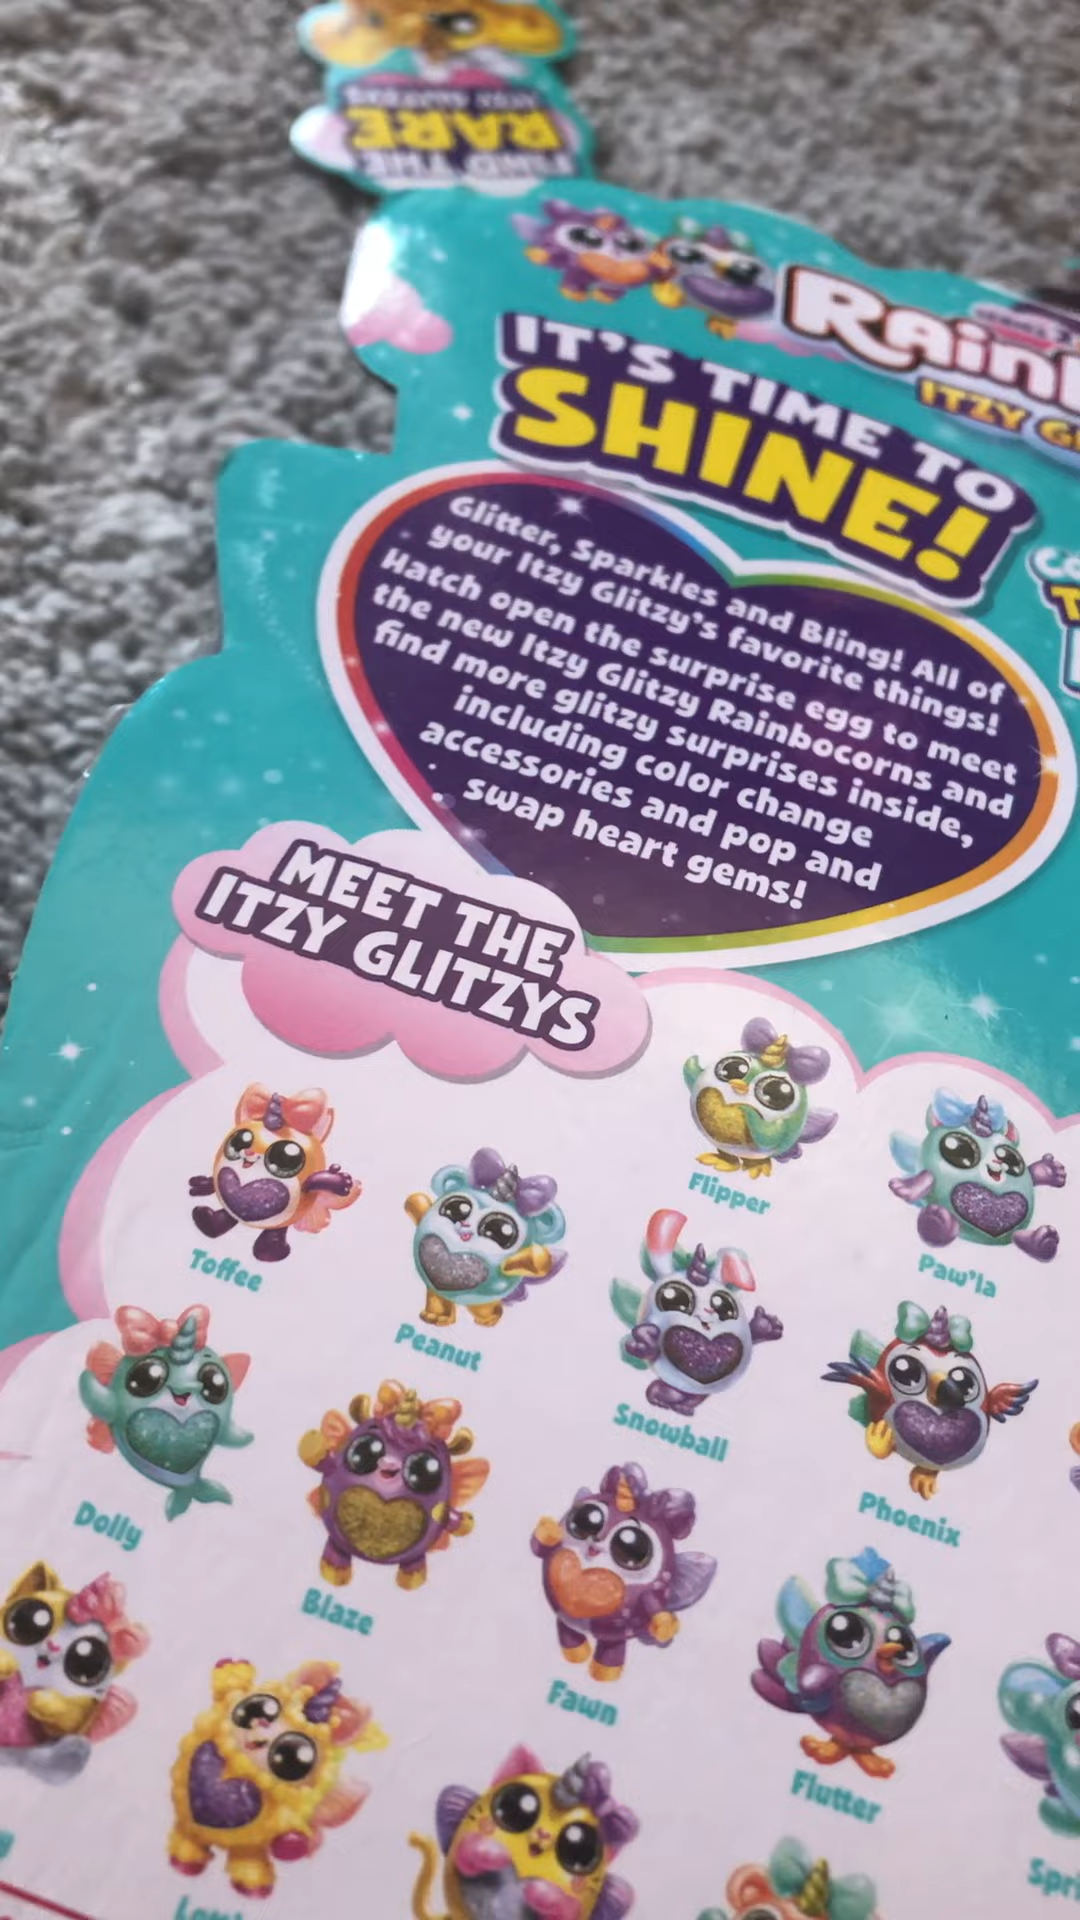 FIND THE
RARE
Rain
ITZY G
IT'S TIME TO
SHINE!
Glitter, Sparkles and Bling! All of
your Itzy Glitzy's favorite things!
Hatch open the surprise egg to meet
the new Itzy Glitzy Rainbocorns and
find more glitzy surprises inside,
including color change
accessories and pop and
swap heart gems!
MEET THE
ITZY GLITZYS
Flipper
Toffee
Paw'la
Peanut
Snowball
Dolly
Phoenix
Blaze
Fawn
Flutter
Spri